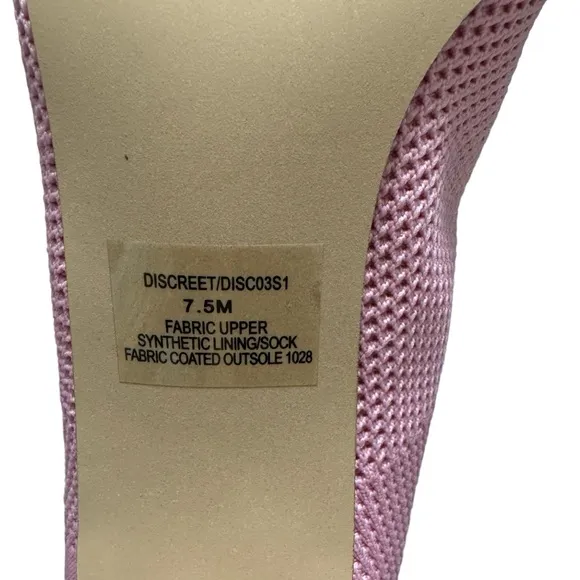 DISCREET/DISC03S1
7.5M
FABRIC UPPER
SYNTHETIC LINING/SOCK
FABRIC COATED OUTSOLE 1028